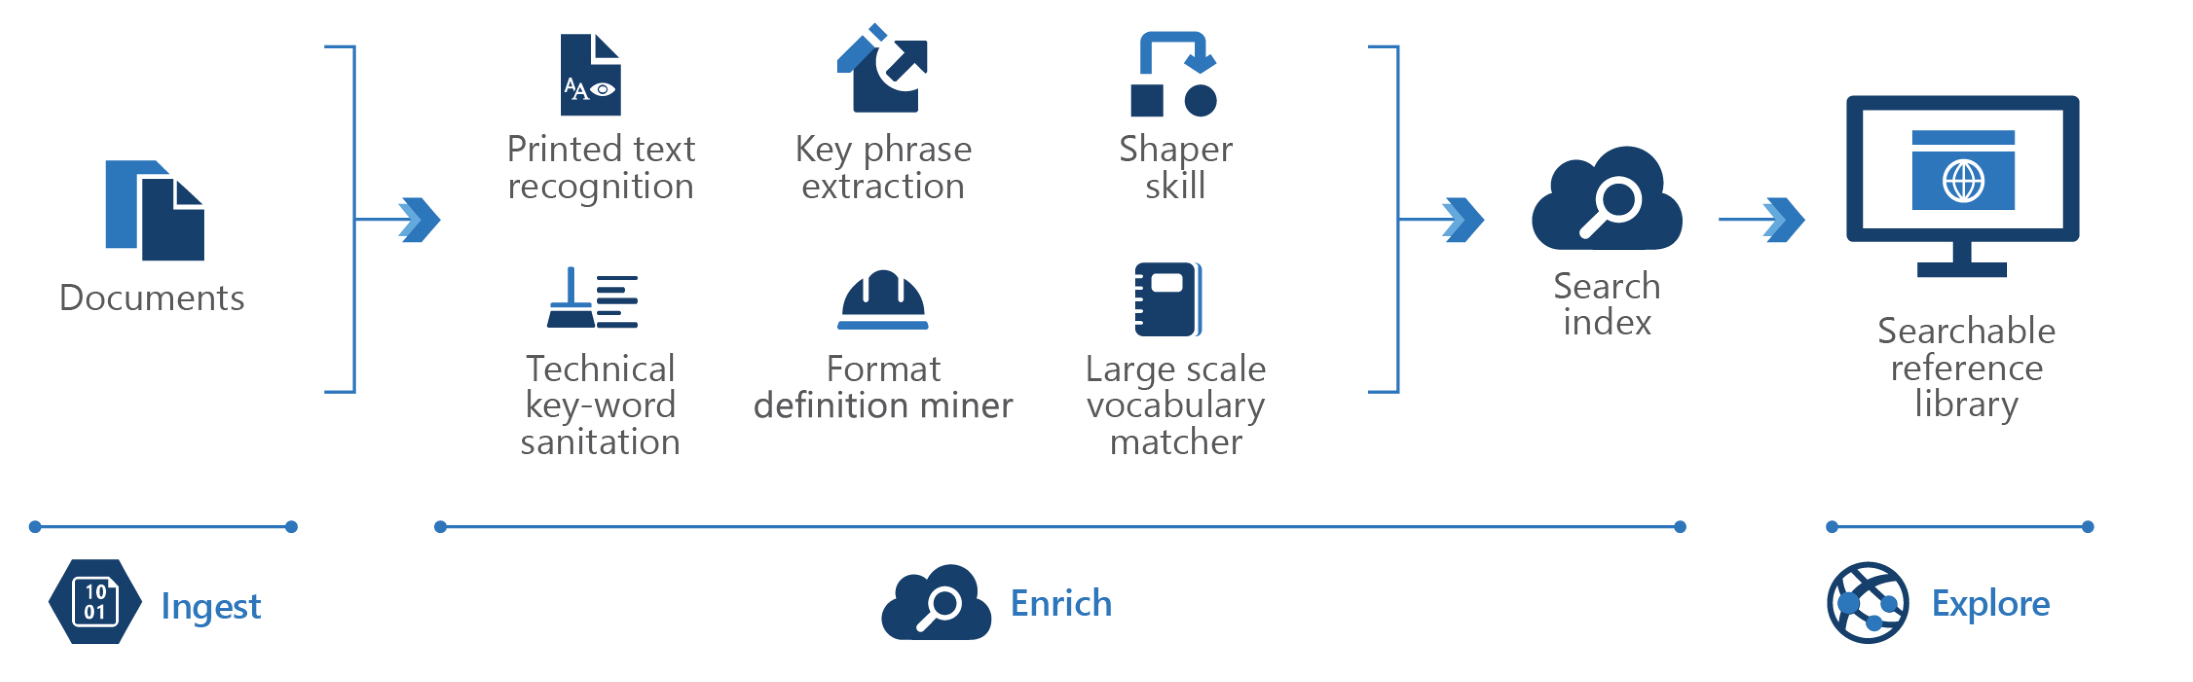 Documents
AA
Printed text
recognition
Key phrase
extraction
Shaper
skill
Technical
key-word
sanitation
Format
definition miner
Large scale
vocabulary
matcher
Search
index
Searchable
reference
library
10
01
Ingest
Enrich
Explore